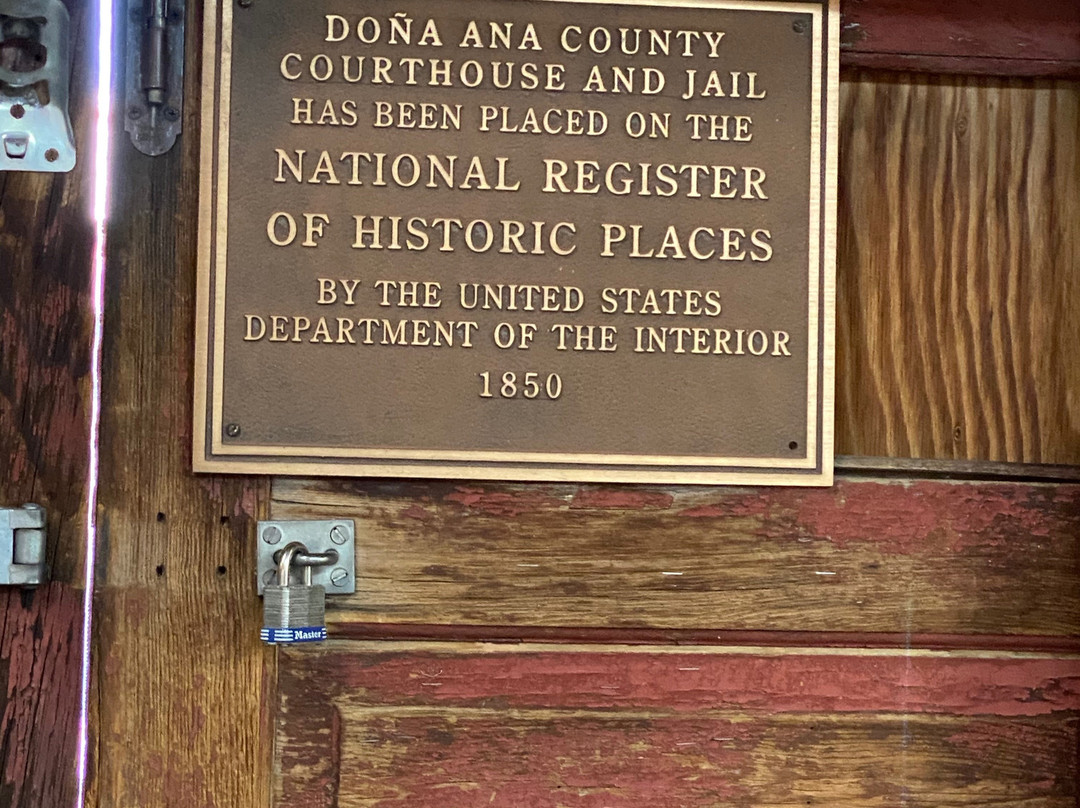 DOÑA ANA COUNTY
COURTHOUSE AND JAIL
HAS BEEN PLACED ON THE
NATIONAL REGISTER
OF HISTORIC PLACES
BY THE UNITED STATES
DEPARTMENT OF THE INTERIOR
1850
Master